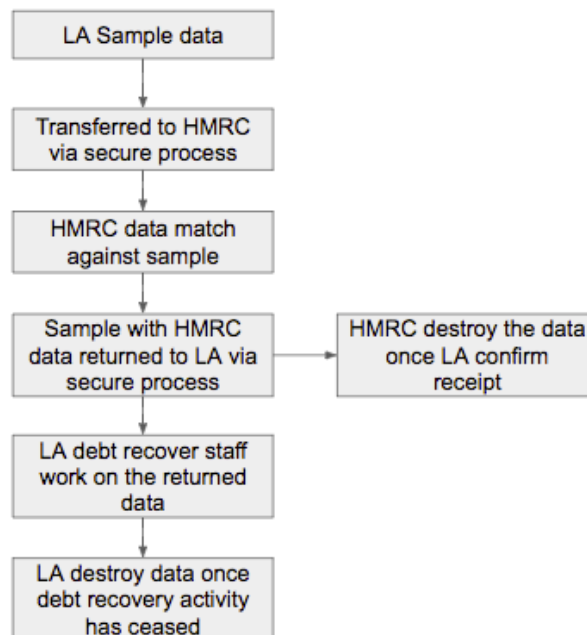 LA Sample data
Transferred to HMRC
via secure process
HMRC data match
against sample
Sample with HMRC
data returned to LA via
secure process
HMRC destroy the data
once LA confirm
receipt
LA debt recover staff
work on the returned
data
LA destroy data once
debt recovery activity
has ceased